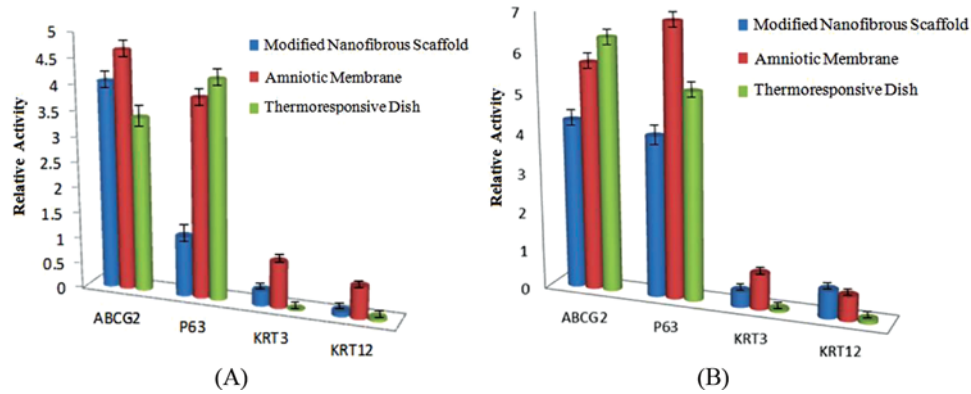 5
4.5
4
3.5
3
2.5
2
1.5
1
0.5
0
Relative Activity
Modified Nanofibrous Scaffold
Amniotic Membrane
Thermoresponsive Dish
ABCG2
P63
KRT3
KRT12
(A)
7
6
5
4
3
2
1
0
Relative Activity
Modified Nanofibrous Scaffold
Amniotic Membrane
Thermoresponsive Dish
ABCG2
P63
KRT3
KRT12
(B)